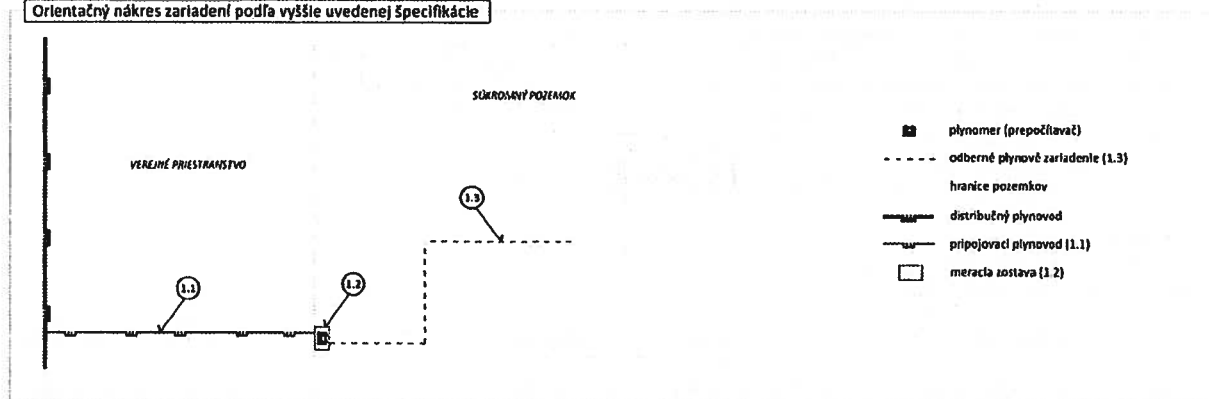 Orientačný nákres zariadení podľa vyššie uvedenej špecifikácie
SÚKROMNÝ POZEMOK
VEREJNÉ PRIESTRANSTVO
1.3
1.2
1.1
plynomer (prepočítavač)
odberné plynové zariadenie (1.3)
hranice pozemkov
distribučný plynovod
pripojovací plynovod (1.1)
meracia zostava (1.2)